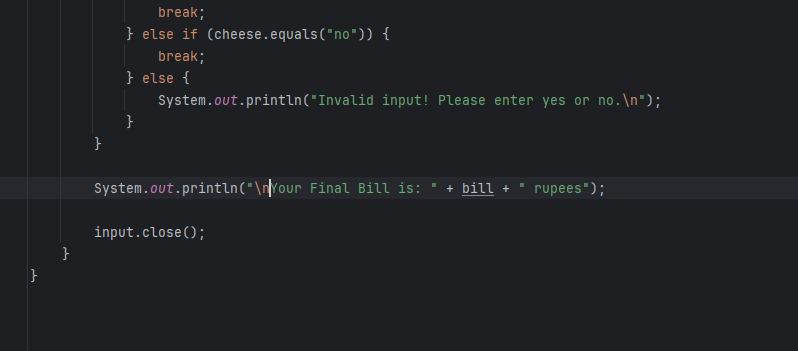 break;
} else if (cheese.equals("no")) {
break;
} else {
System.out.println("Invalid input! Please enter yes or no.\n");
}
}
System.out.println("\nYour Final Bill is: " + bill + " rupees");
input.close();
}
}